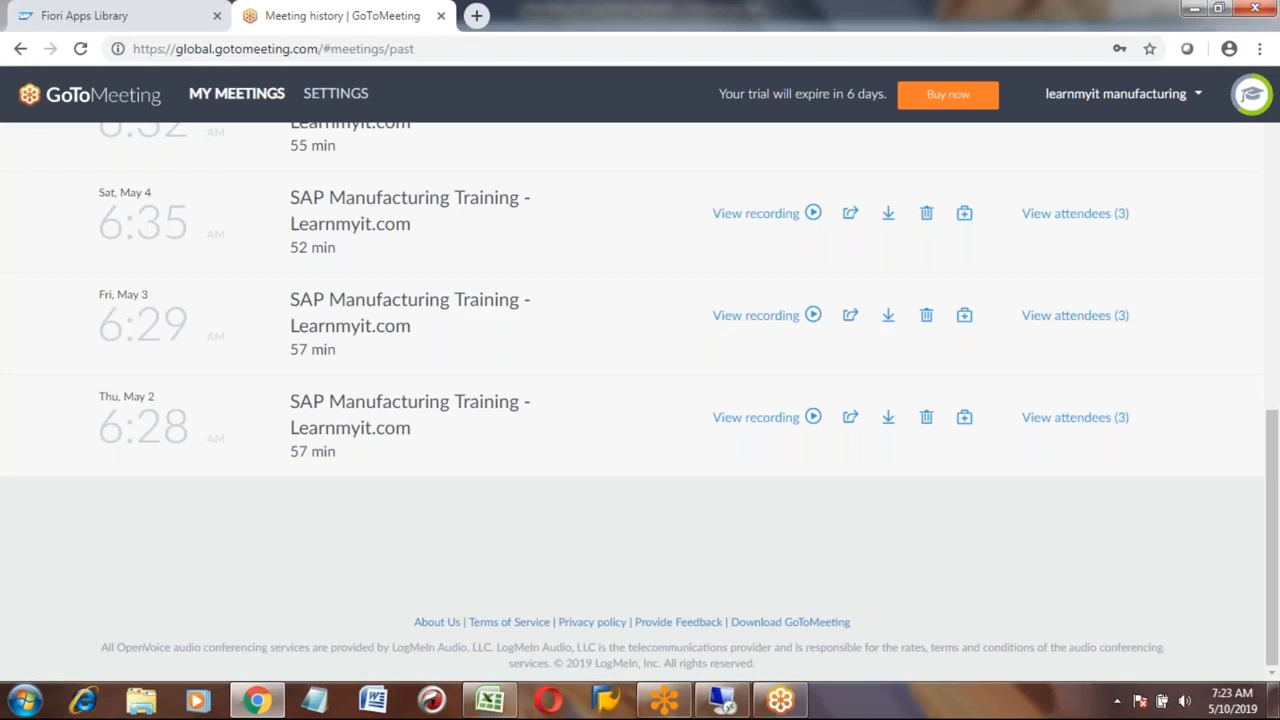 Fiori Apps Library
Meeting history | GoToMeeting
https://global.gotomeeting.com/#meetings/past
GoToMeeting
MY MEETINGS
SETTINGS
Your trial will expire in 6 days.
Buy now
learnmyit manufacturing
6:32 AM
Learnmyit.com
55 min
Sat, May 4
6:35 AM
SAP Manufacturing Training -
Learnmyit.com
52 min
View recording
View attendees (3)
Fri, May 3
6:29 AM
SAP Manufacturing Training -
Learnmyit.com
57 min
View recording
View attendees (3)
Thu, May 2
6:28 AM
SAP Manufacturing Training -
Learnmyit.com
57 min
View recording
View attendees (3)
About Us | Terms of Service | Privacy policy | Provide Feedback | Download GoToMeeting
All OpenVoice audio conferencing services are provided by LogMeIn Audio, LLC. LogMeIn Audio, LLC is the telecommunications provider and is responsible for the rates, terms and conditions of the audio conferencing
services. © 2019 LogMeIn, Inc. All rights reserved.
7:23 AM
5/10/2019